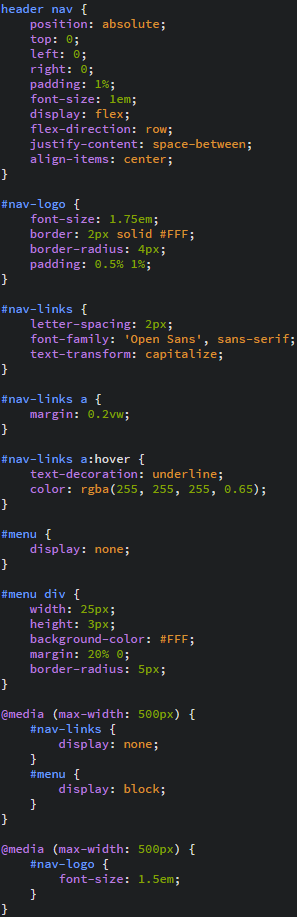 header nav {
    position: absolute;
    top: 0;
    left: 0;
    right: 0;
    padding: 1%;
    font-size: 1em;
    display: flex;
    flex-direction: row;
    justify-content: space-between;
    align-items: center;
}

#nav-logo {
    font-size: 1.75em;
    border: 2px solid #FFF;
    border-radius: 4px;
    padding: 0.5% 1%;
}

#nav-links {
    letter-spacing: 2px;
    font-family: 'Open Sans', sans-serif;
    text-transform: capitalize;
}

#nav-links a {
    margin: 0.2vw;
}

#nav-links a:hover {
    text-decoration: underline;
    color: rgba(255, 255, 255, 0.65);
}

#menu {
    display: none;
}

#menu div {
    width: 25px;
    height: 3px;
    background-color: #FFF;
    margin: 20% 0;
    border-radius: 5px;
}

@media (max-width: 500px) {
    #nav-links {
        display: none;
    }
    #menu {
        display: block;
    }
}

@media (max-width: 500px) {
    #nav-logo {
        font-size: 1.5em;
    }
}